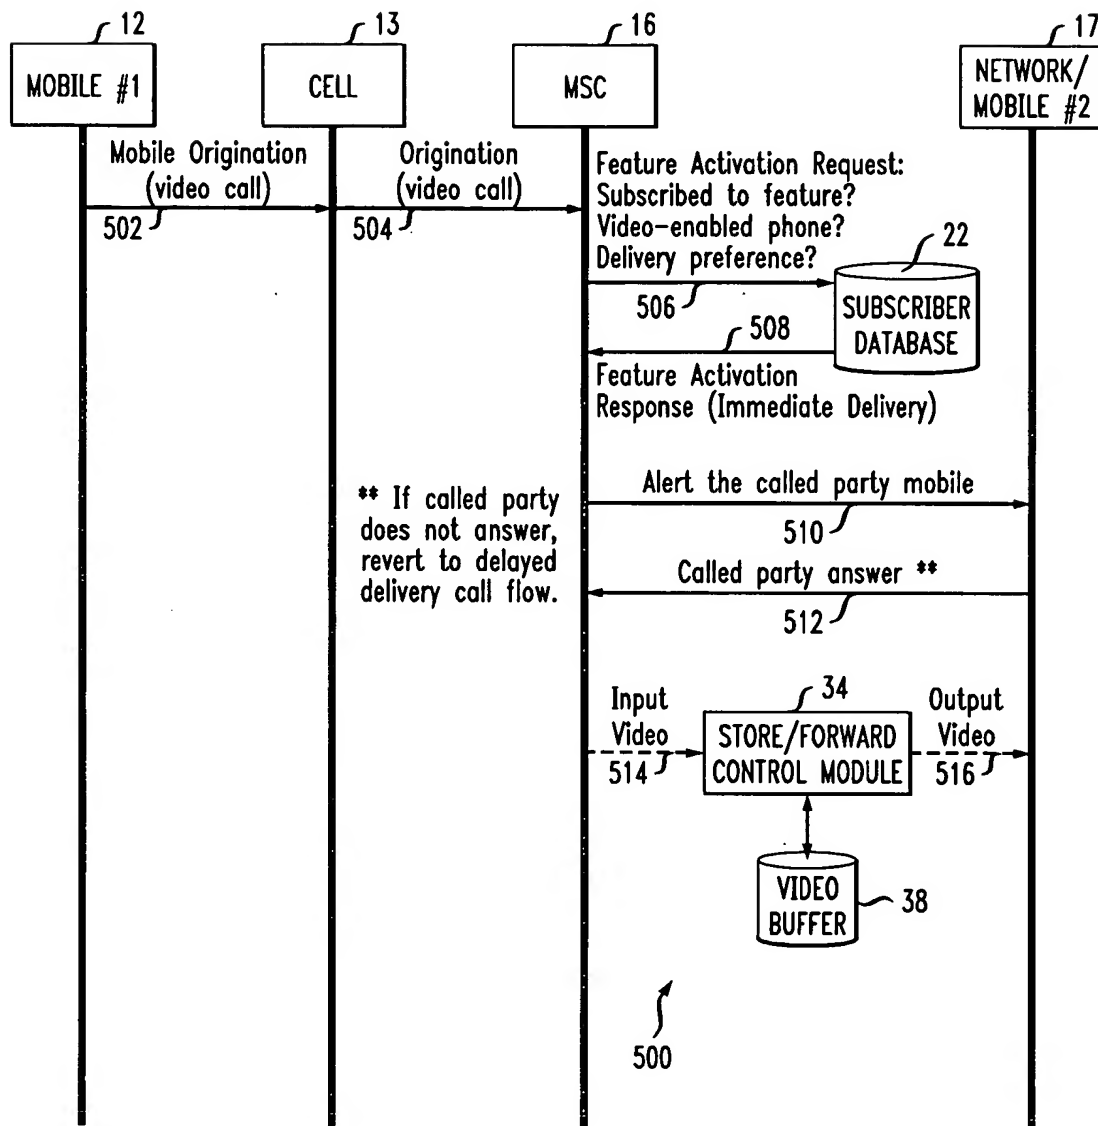 12
13
16
17
MOBILE #1
CELL
MSC
NETWORK/
MOBILE #2
Mobile Origination
(video call)
502
Origination
(video call)
504
Feature Activation Request:
Subscribed to feature?
Video-enabled phone?
Delivery preference?
506
22
SUBSCRIBER
DATABASE
508
Feature Activation
Response (Immediate Delivery)
** If called party
does not answer,
revert to delayed
delivery call flow.
Alert the called party mobile
510
Called party answer **
512
Input
Video
514
34
STORE/FORWARD
CONTROL MODULE
Output
Video
516
VIDEO
BUFFER
38
500